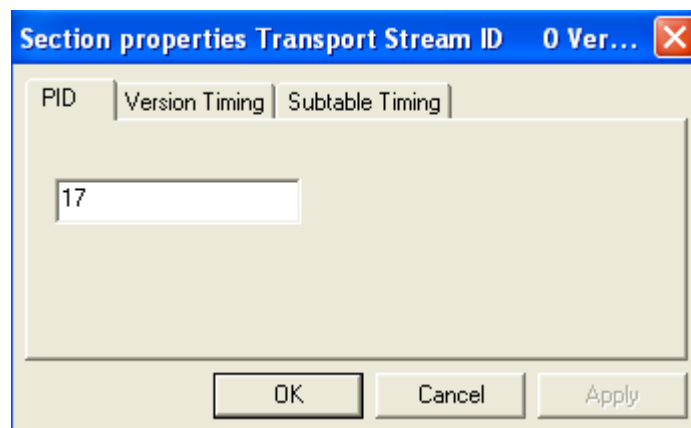 Section properties Transport Stream ID 0 Ver...
PID Version Timing Subtable Timing
17
OK Cancel Apply